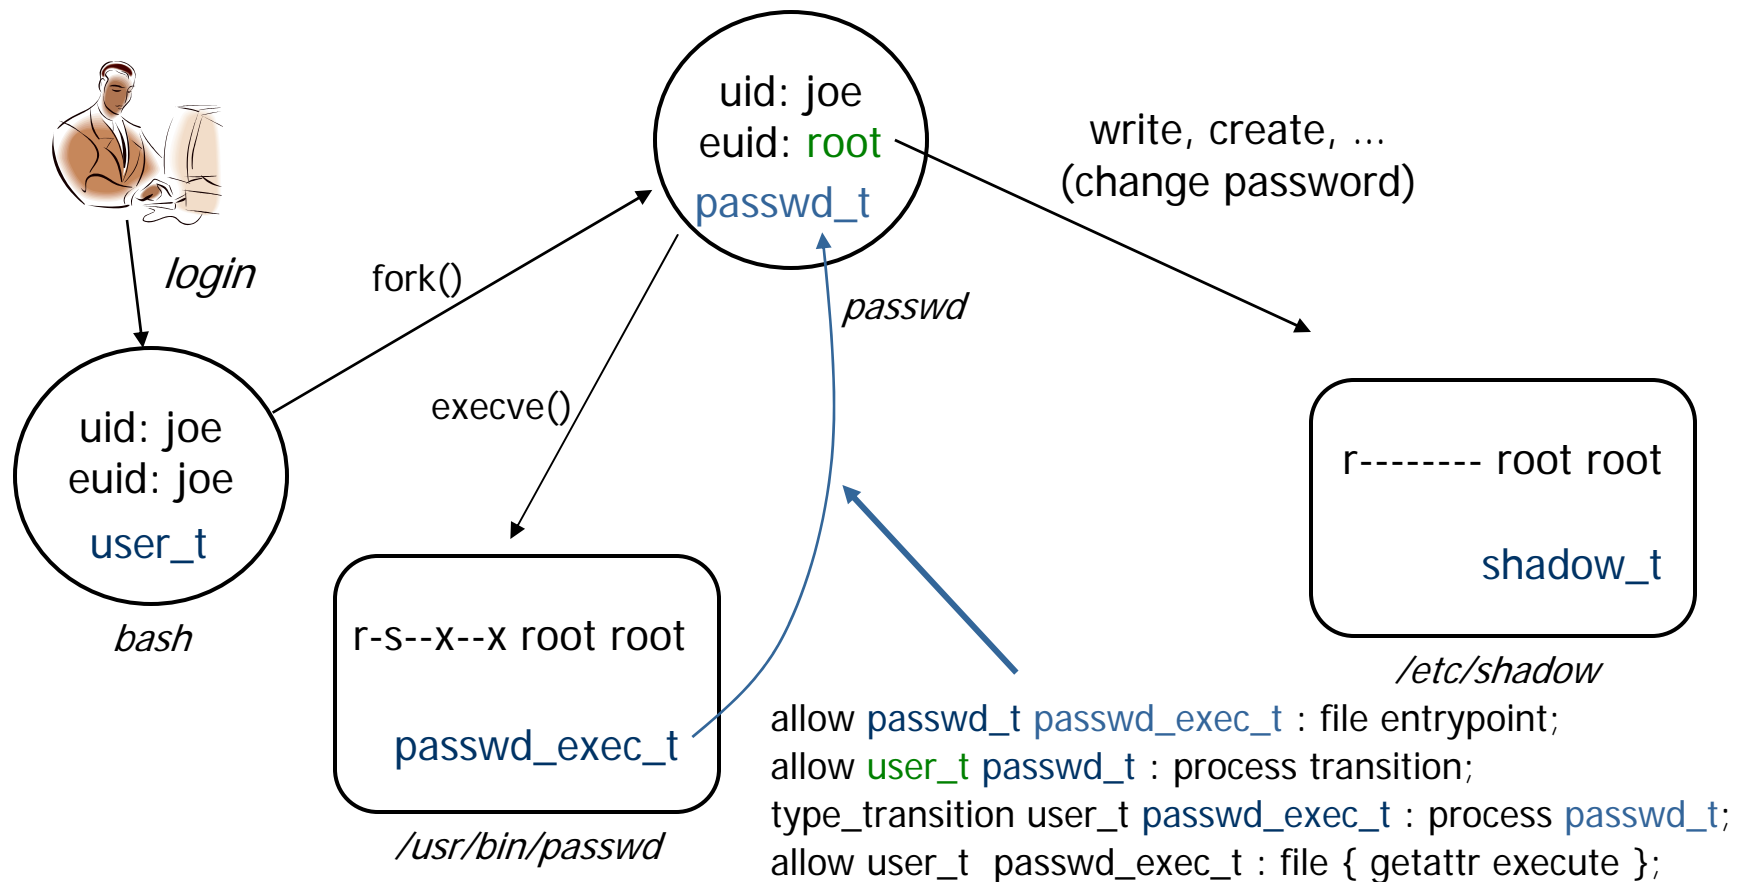 uid: joe
euid: root
passwd_t
write, create, ...
(change password)
login
fork()
passwd
execve()
uid: joe
euid: joe
user_t
bash
r-------- root root
shadow_t
/etc/shadow
r-s--x--x root root
passwd_exec_t
/usr/bin/passwd
allow passwd_t passwd_exec_t : file entrypoint;
allow user_t passwd_t : process transition;
type_transition user_t passwd_exec_t : process passwd_t;
allow user_t passwd_exec_t : file { getattr execute };